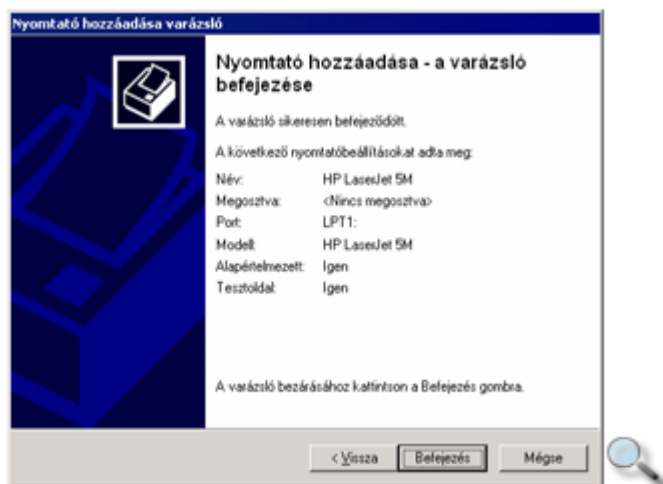 Nyomtató hozzáadása varázsló
Nyomtató hozzáadása - a varázsló
befejezése
A varázsló sikeresen befejeződött.
A következő nyomtatóbeállításokat adta meg:
Név: HP LaserJet 5M
Megosztva: <Nincs megosztva>
Port: LPT1:
Modell: HP LaserJet 5M
Alapértelmezett: Igen
Tesztoldal: Igen
A varázsló bezárásához kattintson a Befejezés gombra.
< Vissza Befejezés Mégse